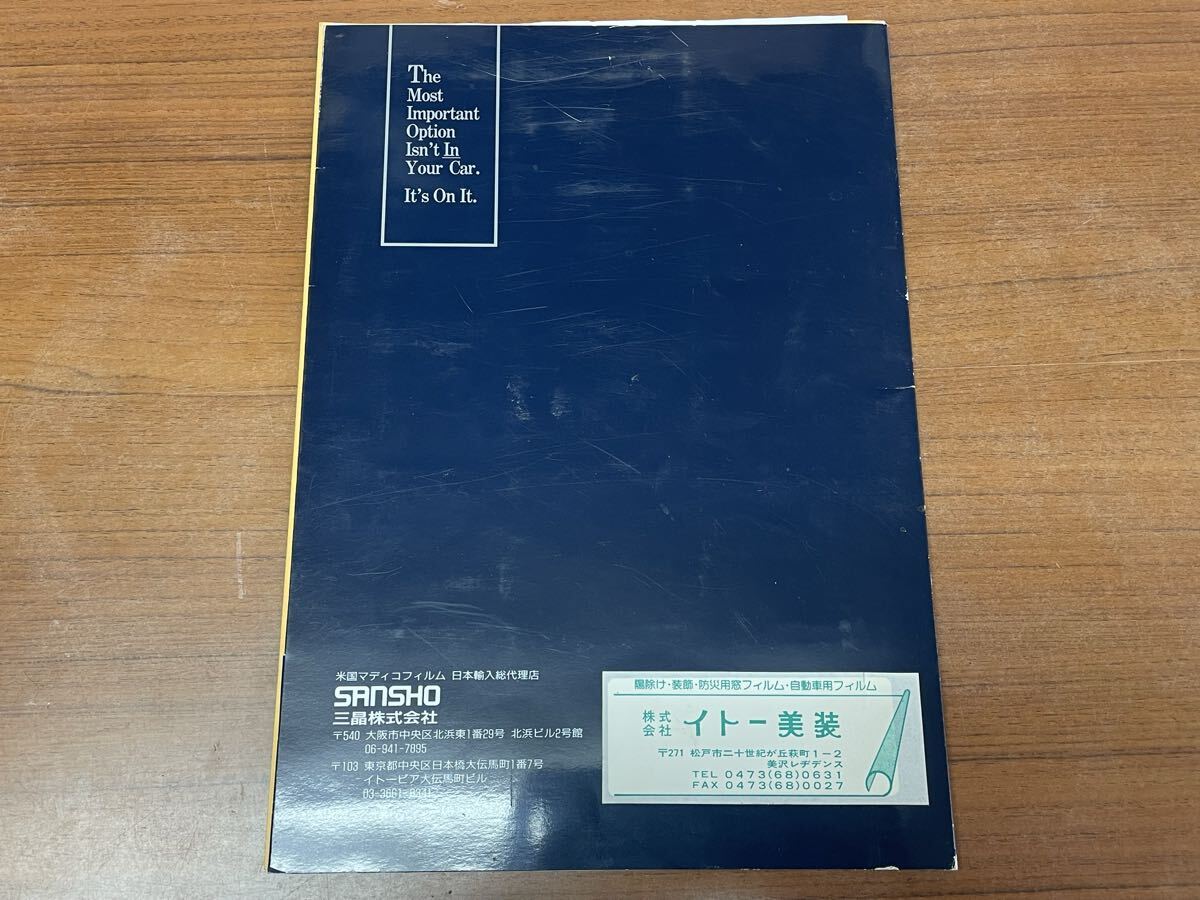 The
Most
Important
Option
Isn't In
Your Car.
It's On It.
米国マディコフィルム 日本輸入総代理店
SANSHO
三晶株式会社
〒540 大阪市中央区北浜東1番29号 北浜ビル2号館
06-941-7895
〒103 東京都中央区日本橋大伝馬町1番7号
イトーピア大伝馬町ビル
03-3661-8341
陽除け・装飾・防災用窓フィルム・自動車用フィルム
株式会社 イトー美装
〒271 松戸市二十世紀が丘萩町1-2
美沢レヂデンス
TEL 0473(68)0631
FAX 0473(68)0027